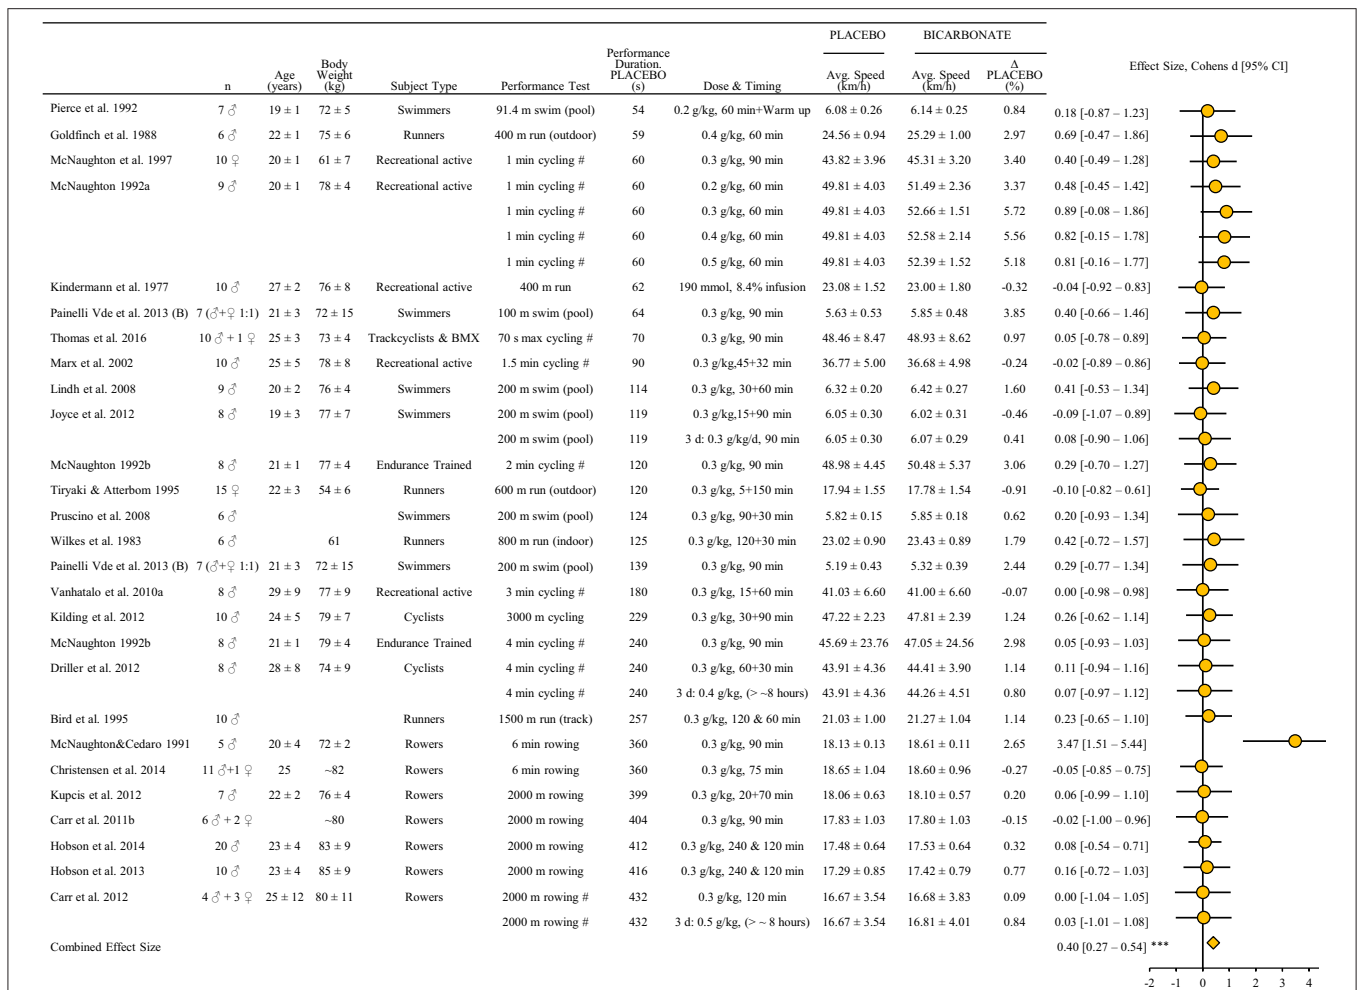 PLACEBO BICARBONATE
n Age (years) Body Weight (kg) Subject Type Performance Test Performance Duration. PLACEBO (s) Dose & Timing Avg. Speed (km/h) Avg. Speed (km/h) Δ PLACEBO (%) Effect Size, Cohens d [95% CI]
Pierce et al. 1992 7 ♂ 19 ± 1 72 ± 5 Swimmers 91.4 m swim (pool) 54 0.2 g/kg, 60 min+Warm up 6.08 ± 0.26 6.14 ± 0.25 0.84 0.18 [-0.87 – 1.23]
Goldfinch et al. 1988 6 ♂ 22 ± 1 75 ± 6 Runners 400 m run (outdoor) 59 0.4 g/kg, 60 min 24.56 ± 0.94 25.29 ± 1.00 2.97 0.69 [-0.47 – 1.86]
McNaughton et al. 1997 10 ♀ 20 ± 1 61 ± 7 Recreational active 1 min cycling # 60 0.3 g/kg, 90 min 43.82 ± 3.96 45.31 ± 3.20 3.40 0.40 [-0.49 – 1.28]
McNaughton 1992a 9 ♂ 20 ± 1 78 ± 4 Recreational active 1 min cycling # 60 0.2 g/kg, 60 min 49.81 ± 4.03 51.49 ± 2.36 3.37 0.48 [-0.45 – 1.42]
1 min cycling # 60 0.3 g/kg, 60 min 49.81 ± 4.03 52.66 ± 1.51 5.72 0.89 [-0.08 – 1.86]
1 min cycling # 60 0.4 g/kg, 60 min 49.81 ± 4.03 52.58 ± 2.14 5.56 0.82 [-0.15 – 1.78]
1 min cycling # 60 0.5 g/kg, 60 min 49.81 ± 4.03 52.39 ± 1.52 5.18 0.81 [-0.16 – 1.77]
Kindermann et al. 1977 10 ♂ 27 ± 2 76 ± 8 Recreational active 400 m run 62 190 mmol, 8.4% infusion 23.08 ± 1.52 23.00 ± 1.80 -0.32 -0.04 [-0.92 – 0.83]
Painelli Vde et al. 2013 (B) 7 (♂+♀ 1:1) 21 ± 3 72 ± 15 Swimmers 100 m swim (pool) 64 0.3 g/kg, 90 min 5.63 ± 0.53 5.85 ± 0.48 3.85 0.40 [-0.66 – 1.46]
Thomas et al. 2016 10 ♂ + 1 ♀ 25 ± 3 73 ± 4 Trackcyclists & BMX 70 s max cycling # 70 0.3 g/kg, 90 min 48.46 ± 8.47 48.93 ± 8.62 0.97 0.05 [-0.78 – 0.89]
Marx et al. 2002 10 ♂ 25 ± 5 78 ± 8 Recreational active 1.5 min cycling # 90 0.3 g/kg,45+32 min 36.77 ± 5.00 36.68 ± 4.98 -0.24 -0.02 [-0.89 – 0.86]
Lindh et al. 2008 9 ♂ 20 ± 2 76 ± 4 Swimmers 200 m swim (pool) 114 0.3 g/kg, 30+60 min 6.32 ± 0.20 6.42 ± 0.27 1.60 0.41 [-0.53 – 1.34]
Joyce et al. 2012 8 ♂ 19 ± 3 77 ± 7 Swimmers 200 m swim (pool) 119 0.3 g/kg,15+90 min 6.05 ± 0.30 6.02 ± 0.31 -0.46 -0.09 [-1.07 – 0.89]
200 m swim (pool) 119 3 d: 0.3 g/kg/d, 90 min 6.05 ± 0.30 6.07 ± 0.29 0.41 0.08 [-0.90 – 1.06]
McNaughton 1992b 8 ♂ 21 ± 1 77 ± 4 Endurance Trained 2 min cycling # 120 0.3 g/kg, 90 min 48.98 ± 4.45 50.48 ± 5.37 3.06 0.29 [-0.70 – 1.27]
Tiryaki & Atterbom 1995 15 ♀ 22 ± 3 54 ± 6 Runners 600 m run (outdoor) 120 0.3 g/kg, 5+150 min 17.94 ± 1.55 17.78 ± 1.54 -0.91 -0.10 [-0.82 – 0.61]
Pruscino et al. 2008 6 ♂ Swimmers 200 m swim (pool) 124 0.3 g/kg, 90+30 min 5.82 ± 0.15 5.85 ± 0.18 0.62 0.20 [-0.93 – 1.34]
Wilkes et al. 1983 6 ♂ 61 Runners 800 m run (indoor) 125 0.3 g/kg, 120+30 min 23.02 ± 0.90 23.43 ± 0.89 1.79 0.42 [-0.72 – 1.57]
Painelli Vde et al. 2013 (B) 7 (♂+♀ 1:1) 21 ± 3 72 ± 15 Swimmers 200 m swim (pool) 139 0.3 g/kg, 90 min 5.19 ± 0.43 5.32 ± 0.39 2.44 0.29 [-0.77 – 1.34]
Vanhatalo et al. 2010a 8 ♂ 29 ± 9 77 ± 9 Recreational active 3 min cycling # 180 0.3 g/kg, 15+60 min 41.03 ± 6.60 41.00 ± 6.60 -0.07 0.00 [-0.98 – 0.98]
Kilding et al. 2012 10 ♂ 24 ± 5 79 ± 7 Cyclists 3000 m cycling 229 0.3 g/kg, 30+90 min 47.22 ± 2.23 47.81 ± 2.39 1.24 0.26 [-0.62 – 1.14]
McNaughton 1992b 8 ♂ 21 ± 1 79 ± 4 Endurance Trained 4 min cycling # 240 0.3 g/kg, 90 min 45.69 ± 23.76 47.05 ± 24.56 2.98 0.05 [-0.93 – 1.03]
Driller et al. 2012 8 ♂ 28 ± 8 74 ± 9 Cyclists 4 min cycling # 240 0.3 g/kg, 60+30 min 43.91 ± 4.36 44.41 ± 3.90 1.14 0.11 [-0.94 – 1.16]
4 min cycling # 240 3 d: 0.4 g/kg, (> ~8 hours) 43.91 ± 4.36 44.26 ± 4.51 0.80 0.07 [-0.97 – 1.12]
Bird et al. 1995 10 ♂ Runners 1500 m run (track) 257 0.3 g/kg, 120 & 60 min 21.03 ± 1.00 21.27 ± 1.04 1.14 0.23 [-0.65 – 1.10]
McNaughton&Cedaro 1991 5 ♂ 20 ± 4 72 ± 2 Rowers 6 min rowing 360 0.3 g/kg, 90 min 18.13 ± 0.13 18.61 ± 0.11 2.65 3.47 [1.51 – 5.44]
Christensen et al. 2014 11 ♂+1 ♀ 25 ~82 Rowers 6 min rowing 360 0.3 g/kg, 75 min 18.65 ± 1.04 18.60 ± 0.96 -0.27 -0.05 [-0.85 – 0.75]
Kupcis et al. 2012 7 ♂ 22 ± 2 76 ± 4 Rowers 2000 m rowing 399 0.3 g/kg, 20+70 min 18.06 ± 0.63 18.10 ± 0.57 0.20 0.06 [-0.99 – 1.10]
Carr et al. 2011b 6 ♂ + 2 ♀ ~80 Rowers 2000 m rowing 404 0.3 g/kg, 90 min 17.83 ± 1.03 17.80 ± 1.03 -0.15 -0.02 [-1.00 – 0.96]
Hobson et al. 2014 20 ♂ 23 ± 4 83 ± 9 Rowers 2000 m rowing 412 0.3 g/kg, 240 & 120 min 17.48 ± 0.64 17.53 ± 0.64 0.32 0.08 [-0.54 – 0.71]
Hobson et al. 2013 10 ♂ 23 ± 4 85 ± 9 Rowers 2000 m rowing 416 0.3 g/kg, 240 & 120 min 17.29 ± 0.85 17.42 ± 0.79 0.77 0.16 [-0.72 – 1.03]
Carr et al. 2012 4 ♂ + 3 ♀ 25 ± 12 80 ± 11 Rowers 2000 m rowing # 432 0.3 g/kg, 120 min 16.67 ± 3.54 16.68 ± 3.83 0.09 0.00 [-1.04 – 1.05]
2000 m rowing # 432 3 d: 0.5 g/kg, (> ~ 8 hours) 16.67 ± 3.54 16.81 ± 4.01 0.84 0.03 [-1.01 – 1.08]
Combined Effect Size 0.40 [0.27 – 0.54] ***
-2 -1 0 1 2 3 4